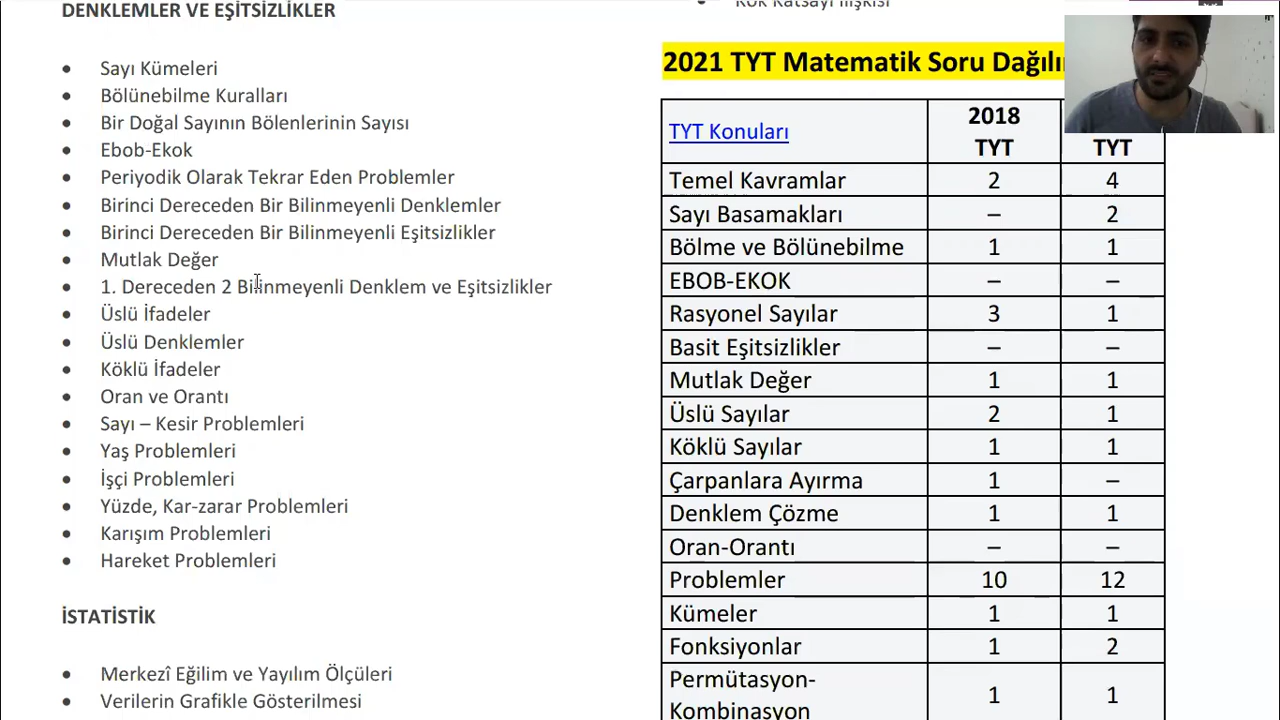 DENKLEMLER VE EŞİTSİZLİKLER
Sayı Kümeleri
Bölünebilme Kuralları
Bir Doğal Sayının Bölenlerinin Sayısı
Ebob-Ekok
Periyodik Olarak Tekrar Eden Problemler
Birinci Dereceden Bir Bilinmeyenli Denklemler
Birinci Dereceden Bir Bilinmeyenli Eşitsizlikler
Mutlak Değer
1. Dereceden 2 Bilinmeyenli Denklem ve Eşitsizlikler
Üslü İfadeler
Üslü Denklemler
Köklü İfadeler
Oran ve Orantı
Sayı – Kesir Problemleri
Yaş Problemleri
İşçi Problemleri
Yüzde, Kar-zarar Problemleri
Karışım Problemleri
Hareket Problemleri
İSTATİSTİK
Merkezî Eğilim ve Yayılım Ölçüleri
Verilerin Grafikle Gösterilmesi
Kök Katsayı İlişkisi
2021 TYT Matematik Soru
TYT Konuları 2018 TYT TYT
Temel Kavramlar 2 4
Sayı Basamakları – 2
Bölme ve Bölünebilme 1 1
EBOB-EKOK – –
Rasyonel Sayılar 3 1
Basit Eşitsizlikler – –
Mutlak Değer 1 1
Üslü Sayılar 2 1
Köklü Sayılar 1 1
Çarpanlara Ayırma 1 –
Denklem Çözme 1 1
Oran-Orantı – –
Problemler 10 12
Kümeler 1 1
Fonksiyonlar 1 2
Permütasyon-
Kombinasyon 1 1